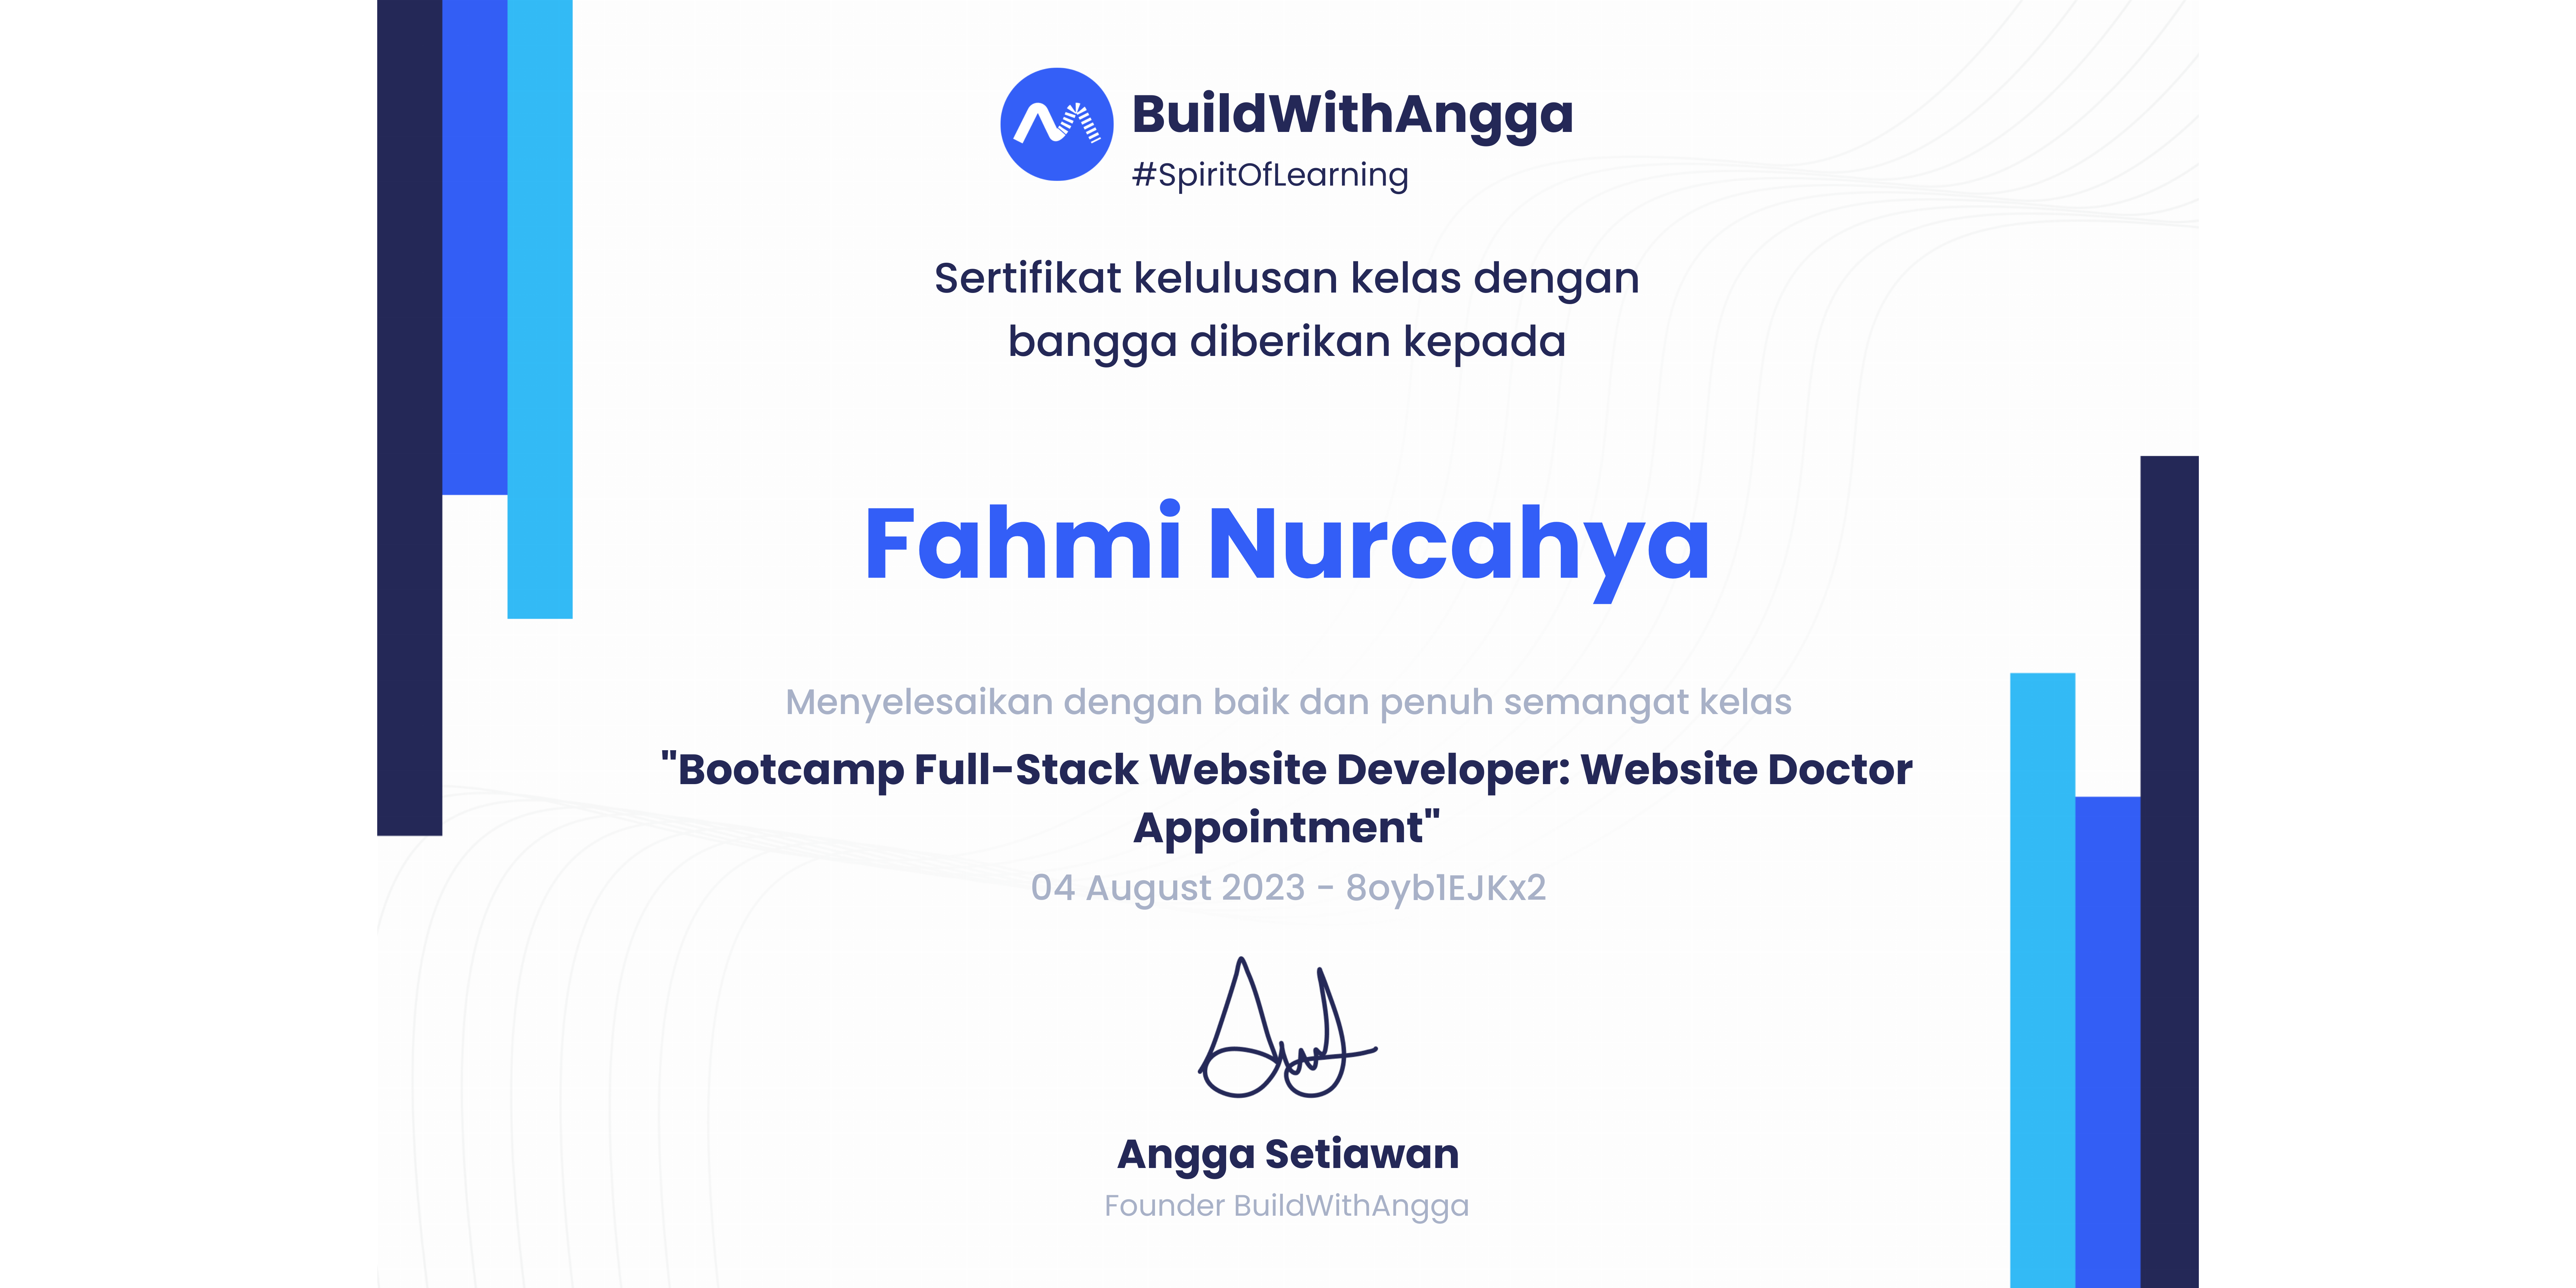 BuildWithAngga
#SpiritOfLearning
Sertifikat kelulusan kelas dengan
bangga diberikan kepada
Fahmi Nurcahya
Menyelesaikan dengan baik dan penuh semangat kelas
"Bootcamp Full-Stack Website Developer: Website Doctor
Appointment"
04 August 2023 - 8oyb1EJKx2
Angga Setiawan
Founder BuildWithAngga